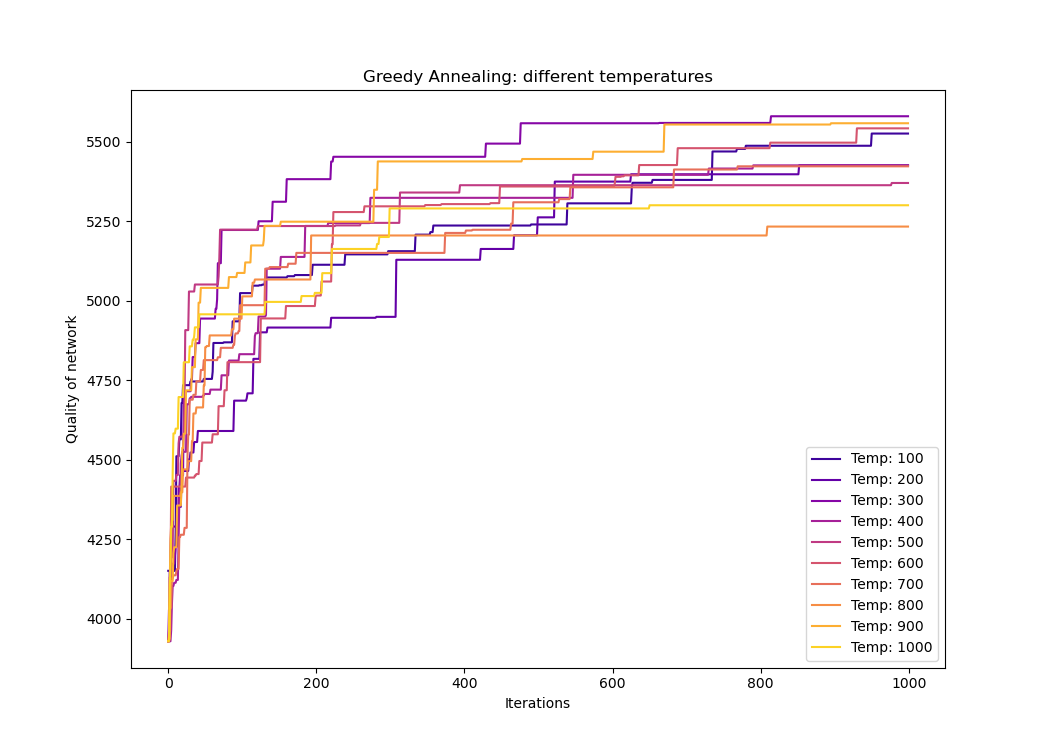 Greedy Annealing: different temperatures
Quality of network
5500
5250
5000
4750
4500
4250
4000
0
200
400
600
800
1000
Iterations
Temp: 100
Temp: 200
Temp: 300
Temp: 400
Temp: 500
Temp: 600
Temp: 700
Temp: 800
Temp: 900
Temp: 1000